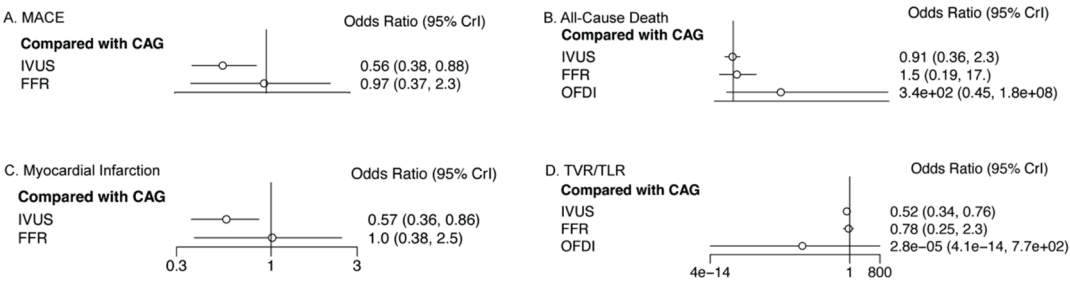 A. MACE
Odds Ratio (95% CrI)
Compared with CAG
IVUS 0.56 (0.38, 0.88)
FFR 0.97 (0.37, 2.3)
B. All-Cause Death
Odds Ratio (95% CrI)
Compared with CAG
IVUS 0.91 (0.36, 2.3)
FFR 1.5 (0.19, 17.)
OFDI 3.4e+02 (0.45, 1.8e+08)
C. Myocardial Infarction
Odds Ratio (95% CrI)
Compared with CAG
IVUS 0.57 (0.36, 0.86)
FFR 1.0 (0.38, 2.5)
0.3 1 3
D. TVR/TLR
Odds Ratio (95% CrI)
Compared with CAG
IVUS 0.52 (0.34, 0.76)
FFR 0.78 (0.25, 2.3)
OFDI 2.8e−05 (4.1e−14, 7.7e+02)
4e−14 1 800